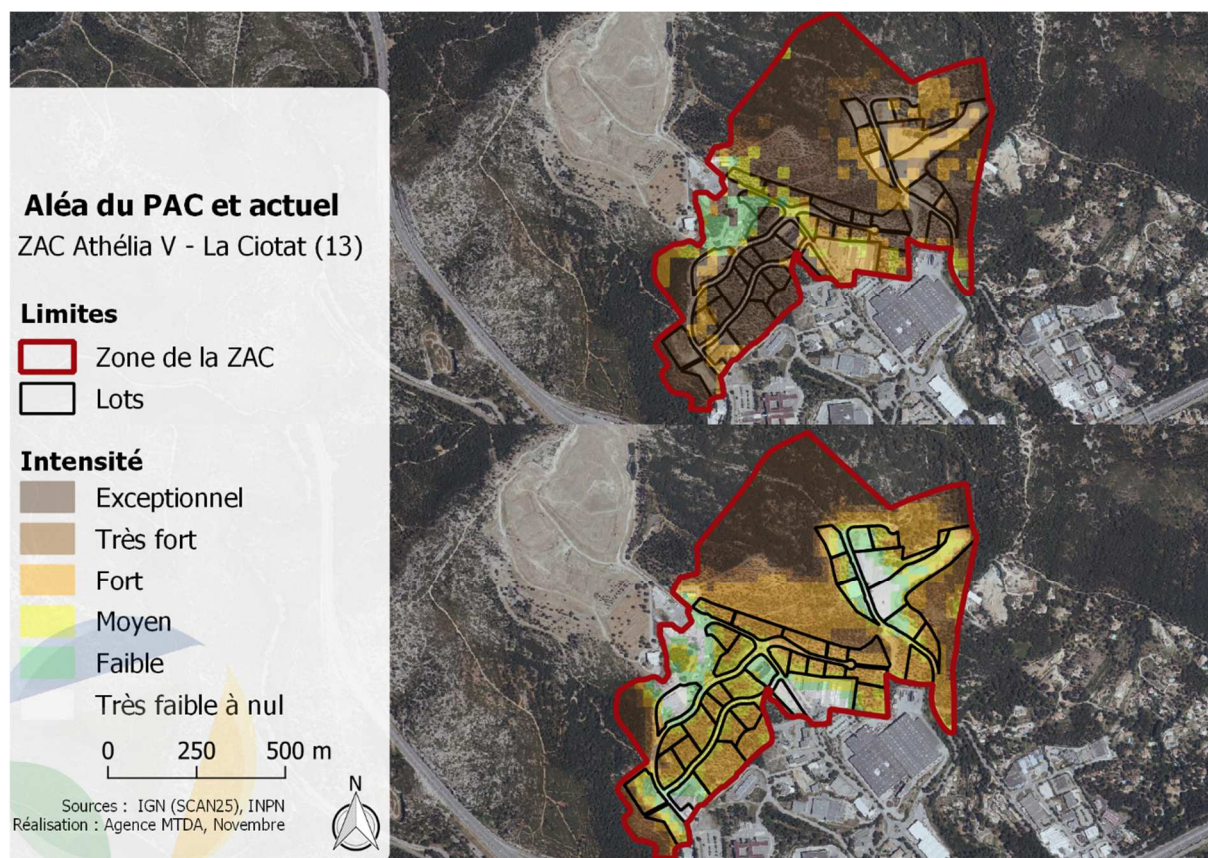 Aléa du PAC et actuel
ZAC Athélia V - La Ciotat (13)
Limites
Zone de la ZAC
Lots
Intensité
Exceptionnel
Très fort
Fort
Moyen
Faible
Très faible à nul
0 250 500 m
N
Sources : IGN (SCAN25), INPN
Réalisation : Agence MTDA, Novembre